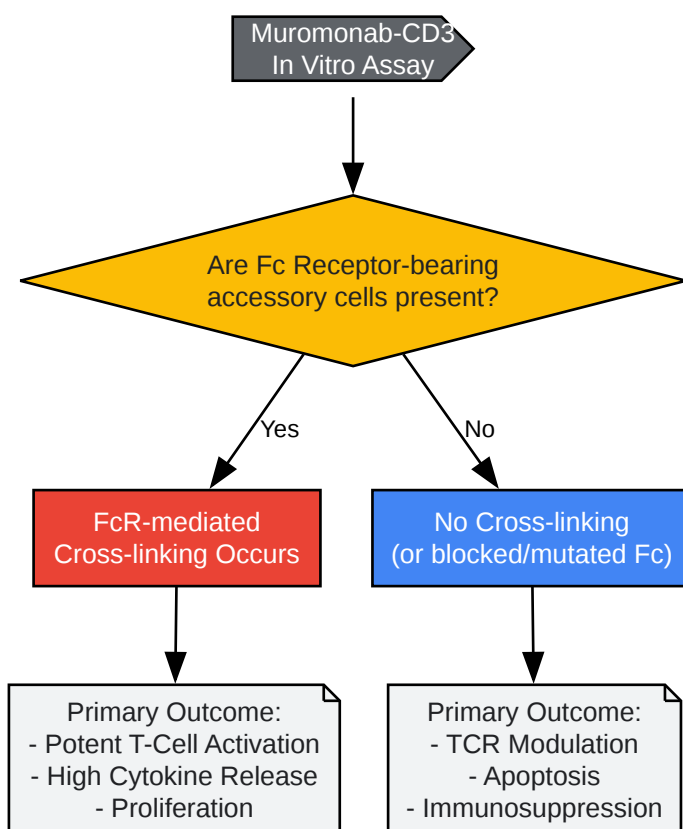 Muromonab-CD3
In Vitro Assay
Are Fc Receptor-bearing
accessory cells present?
Yes
No
FcR-mediated
Cross-linking Occurs
No Cross-linking
(or blocked/mutated Fc)
Primary Outcome:
- Potent T-Cell Activation
- High Cytokine Release
- Proliferation
Primary Outcome:
- TCR Modulation
- Apoptosis
- Immunosuppression